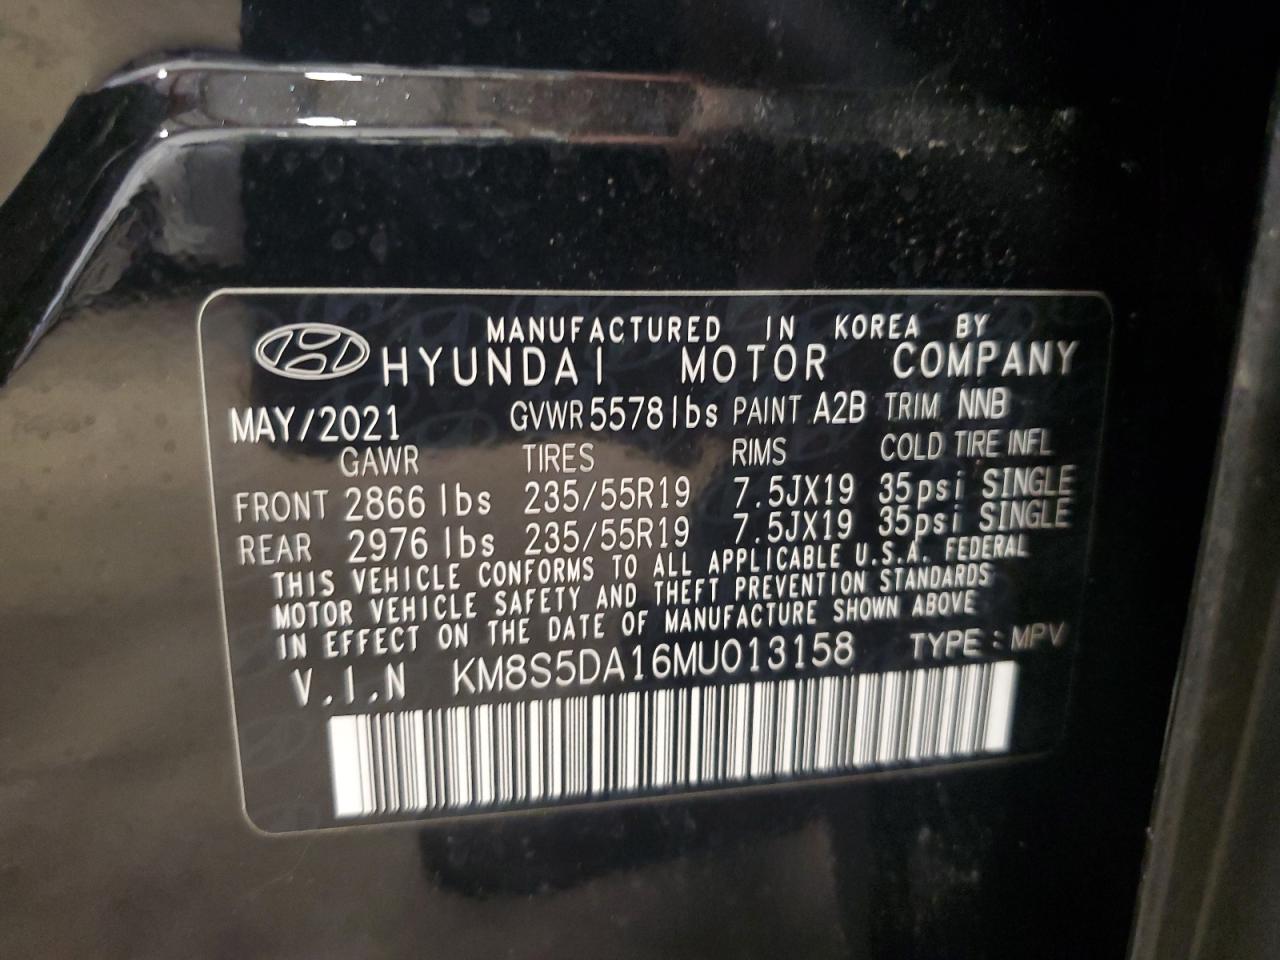 MANUFACTURED IN KOREA BY
HYUNDAI MOTOR COMPANY
MAY/2021 GVWR 5578lbs PAINT A2B TRIM NNB
GAWR TIRES RIMS COLD TIRE INFL
FRONT 2866 lbs 235/55R19 7.5JX19 35psi SINGLE
REAR 2976 lbs 235/55R19 7.5JX19 35psi SINGLE
THIS VEHICLE CONFORMS TO ALL APPLICABLE U.S.A. FEDERAL
MOTOR VEHICLE SAFETY AND THEFT PREVENTION STANDARDS
IN EFFECT ON THE DATE OF MANUFACTURE SHOWN ABOVE
V.I.N KM8S5DA16MU013158 TYPE : MPV